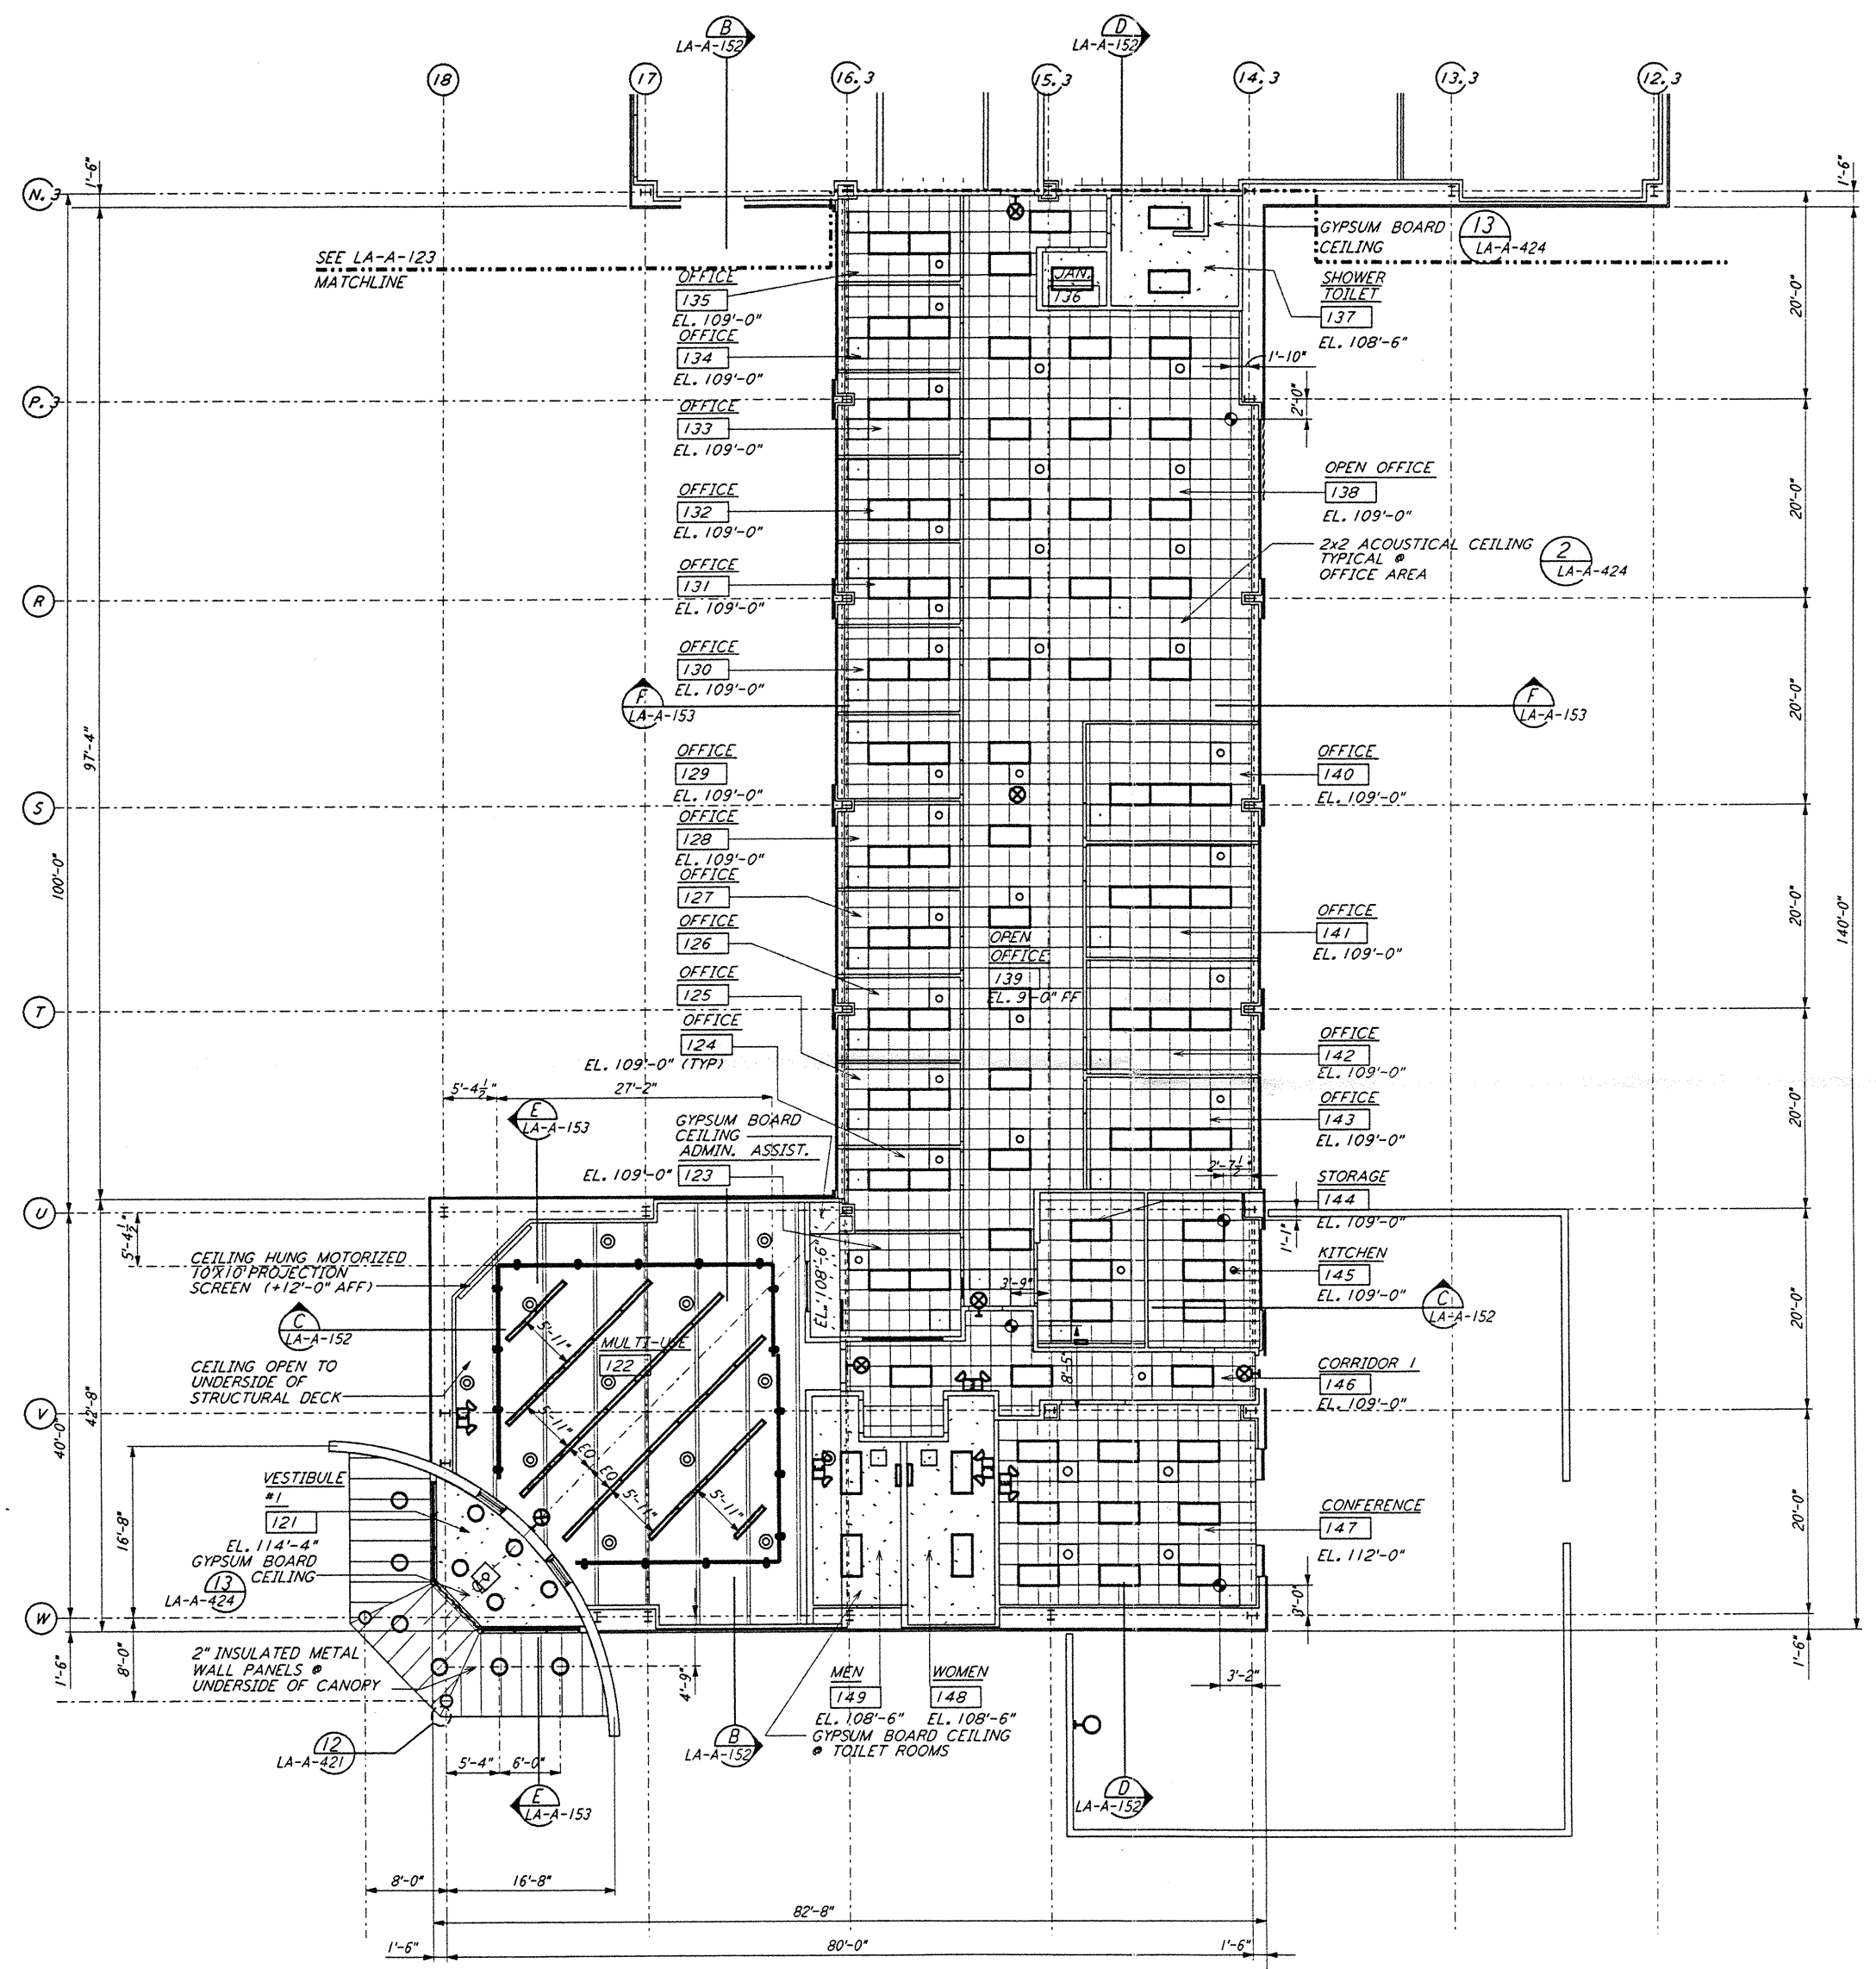 B
LA-A-152
D
LA-A-152
18
17
16.3
15.3
14.3
13.3
12.3
N.3
1'-6"
1'-6"
SEE LA-A-123
MATCHLINE
GYPSUM BOARD
CEILING
13
LA-A-424
OFFICE
135
EL. 109'-0"
JAN.
136
SHOWER
TOILET
137
EL. 108'-6"
20'-0"
OFFICE
134
EL. 109'-0"
1'-10"
P.3
2'-0"
OFFICE
133
EL. 109'-0"
OPEN OFFICE
138
EL. 109'-0"
20'-0"
OFFICE
132
EL. 109'-0"
2x2 ACOUSTICAL CEILING
TYPICAL @
OFFICE AREA
2
LA-A-424
OFFICE
131
EL. 109'-0"
R
OFFICE
130
EL. 109'-0"
20'-0"
F
LA-A-153
F
LA-A-153
97'-4"
OFFICE
129
EL. 109'-0"
OFFICE
140
EL. 109'-0"
S
OFFICE
128
EL. 109'-0"
100'-0"
20'-0"
140'-0"
OFFICE
127
OFFICE
126
OPEN
OFFICE
139
EL. 9'-0" FF
OFFICE
141
EL. 109'-0"
OFFICE
125
T
OFFICE
124
EL. 109'-0" (TYP)
OFFICE
142
EL. 109'-0"
20'-0"
5'-4½"
27'-2"
E
LA-A-153
GYPSUM BOARD
CEILING
ADMIN. ASSIST.
EL. 109'-0"
123
OFFICE
143
EL. 109'-0"
2'-7½"
STORAGE
144
EL. 109'-0"
U
5'-4½"
1'-1"
CEILING HUNG MOTORIZED
10'X10' PROJECTION
SCREEN (+12'-0" AFF)
EL. 108'-6"
3'-9"
KITCHEN
145
EL. 109'-0"
C
LA-A-152
C
LA-A-152
20'-0"
5'-11"
MULTI-USE
122
CEILING OPEN TO
UNDERSIDE OF
STRUCTURAL DECK
8'-5"
CORRIDOR 1
146
EL. 109'-0"
V
40'-0"
42'-8"
5'-11"
EQ
EQ
5'-11"
5'-11"
VESTIBULE
#1
121
EL. 114'-4"
GYPSUM BOARD
CEILING
13
LA-A-424
16'-8"
CONFERENCE
147
EL. 112'-0"
20'-0"
3'-0"
W
1'-6"
8'-0"
2" INSULATED METAL
WALL PANELS @
UNDERSIDE OF CANOPY
4'-9"
MEN
149
EL. 108'-6"
WOMEN
148
EL. 108'-6"
GYPSUM BOARD CEILING
@ TOILET ROOMS
3'-2"
1'-6"
12
LA-A-421
5'-4"
6'-0"
B
LA-A-152
E
LA-A-153
D
LA-A-152
8'-0"
16'-8"
82'-8"
1'-6"
80'-0"
1'-6"